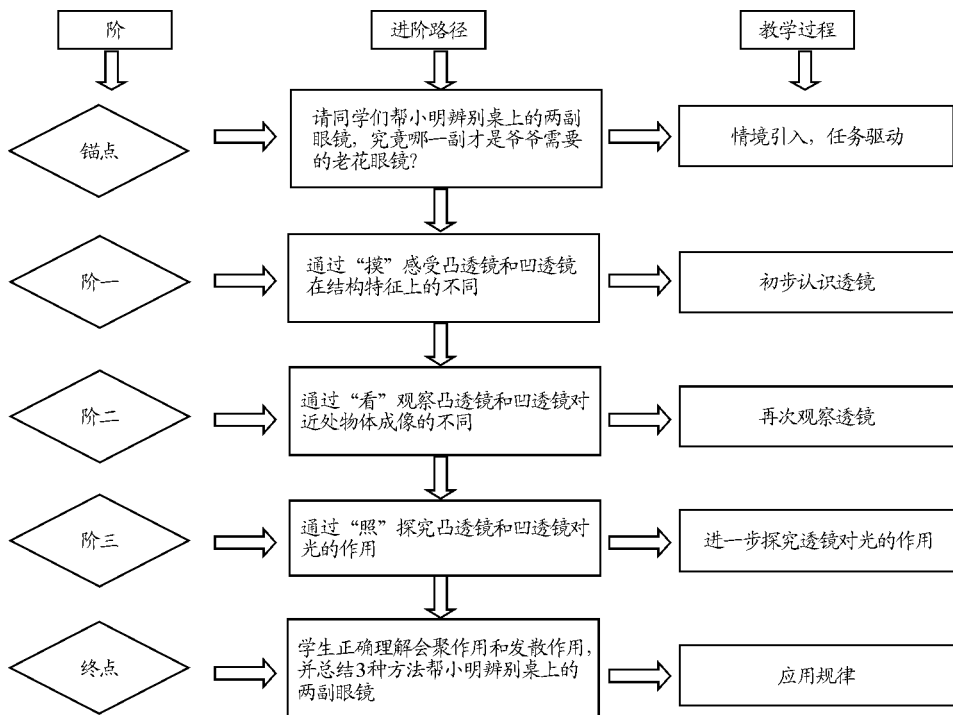 阶
进阶路径
教学过程
锚点
请同学们帮小明辨别桌上的两副
眼镜，究竟哪一副才是爷爷需要
的老花眼镜？
情境引入，任务驱动
阶一
通过“摸”感受凸透镜和凹透镜
在结构特征上的不同
初步认识透镜
阶二
通过“看”观察凸透镜和凹透镜对
近处物体成像的不同
再次观察透镜
阶三
通过“照”探究凸透镜和凹透镜对
光的作用
进一步探究透镜对光的作用
终点
学生正确理解会聚作用和发散作用，
并总结3种方法帮小明辨别桌上的
两副眼镜
应用规律